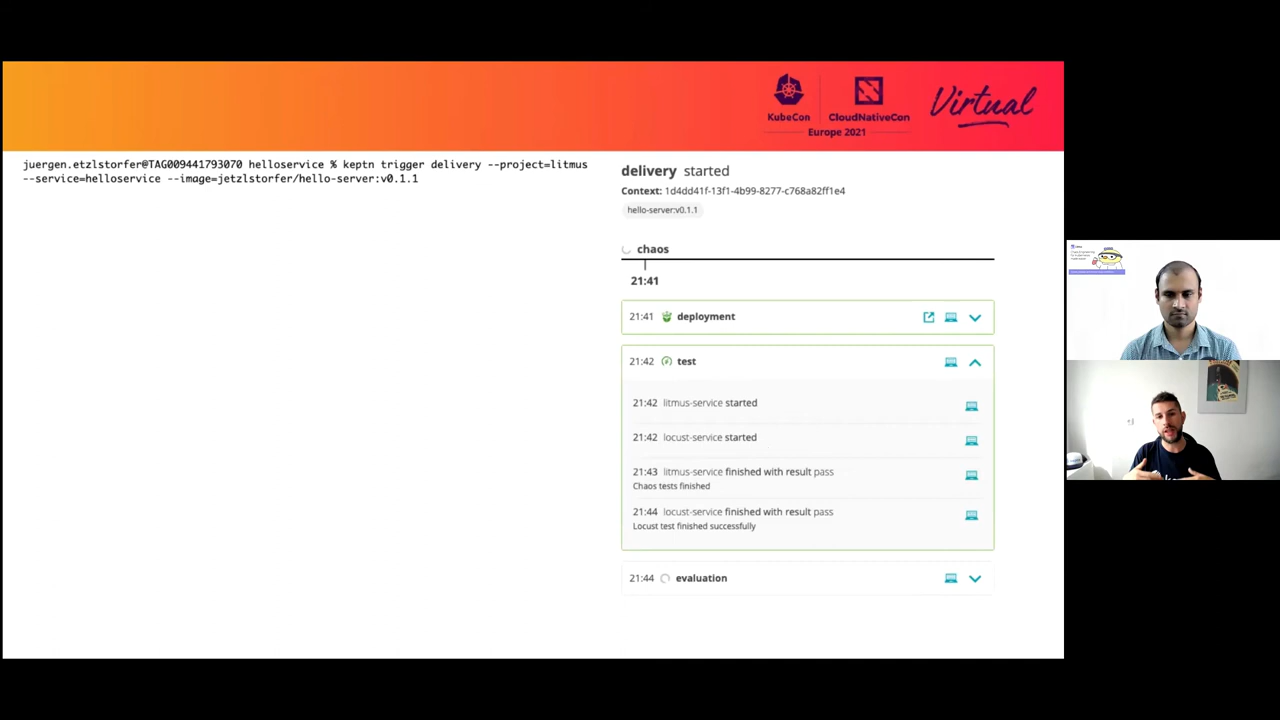 KubeCon
CloudNativeCon
Europe 2021
Virtual
juergen.etzlstorfer@TAG009441793070 helloservice % keptn trigger delivery --project=litmus
--service=helloservice --image=jetzlstorfer/hello-server:v0.1.1
delivery started
Context: 1d4dd41f-13f1-4b99-8277-c768a82ff1e4
hello-server:v0.1.1
chaos
21:41
21:41 deployment
21:42 test
21:42 litmus-service started
21:42 locust-service started
21:43 litmus-service finished with result pass
Chaos tests finished
21:44 locust-service finished with result pass
Locust test finished successfully
21:44 evaluation